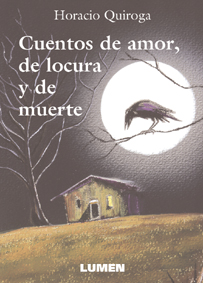 Horacio Quiroga
Cuentos de amor,
de locura
y de
muerte
LUMEN